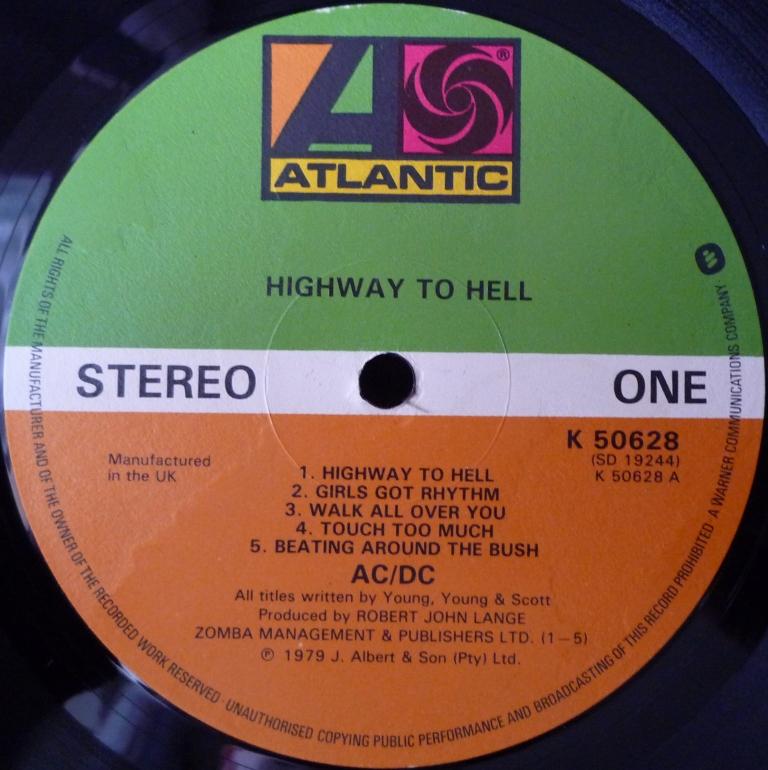 ATLANTIC
®
HIGHWAY TO HELL
STEREO
ONE
K 50628
(SD 19244)
K 50628 A
Manufactured
in the UK
1. HIGHWAY TO HELL
2. GIRLS GOT RHYTHM
3. WALK ALL OVER YOU
4. TOUCH TOO MUCH
5. BEATING AROUND THE BUSH
AC/DC
All titles written by Young, Young & Scott
Produced by ROBERT JOHN LANGE
ZOMBA MANAGEMENT & PUBLISHERS LTD. (1–5)
℗ 1979 J. Albert & Son (Pty) Ltd.
ALL RIGHTS OF THE MANUFACTURER AND OF THE OWNER OF THE RECORDED WORK RESERVED · UNAUTHORISED COPYING PUBLIC PERFORMANCE AND BROADCASTING OF THIS RECORD PROHIBITED · A WARNER COMMUNICATIONS COMPANY ·